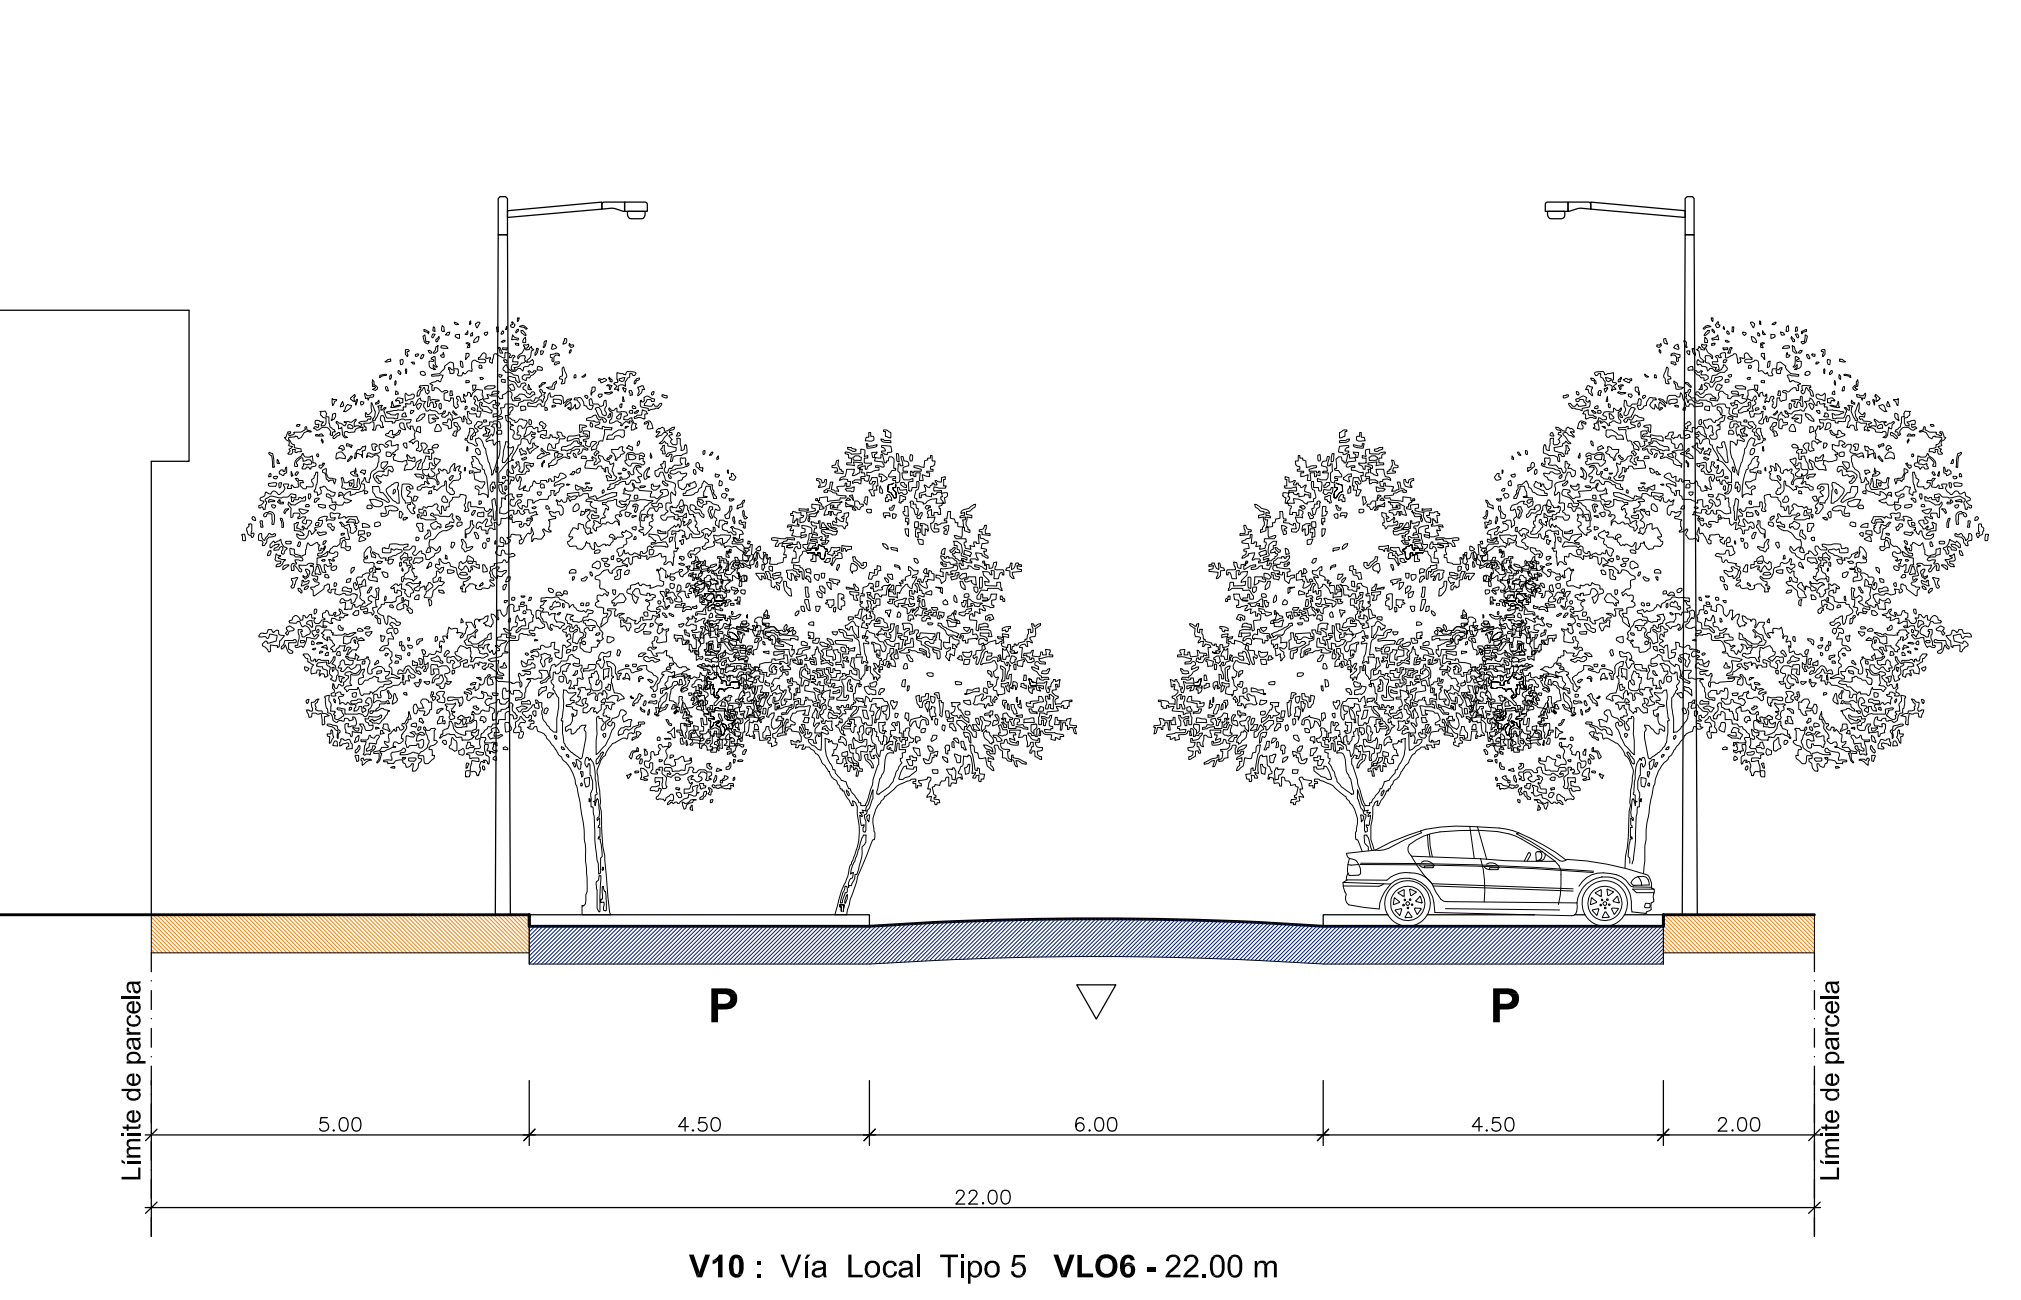 P P
Límite de parcela
Límite de parcela
5.00 4.50 6.00 4.50 2.00
22.00
V10 : Vía Local Tipo 5 VLO6 - 22.00 m